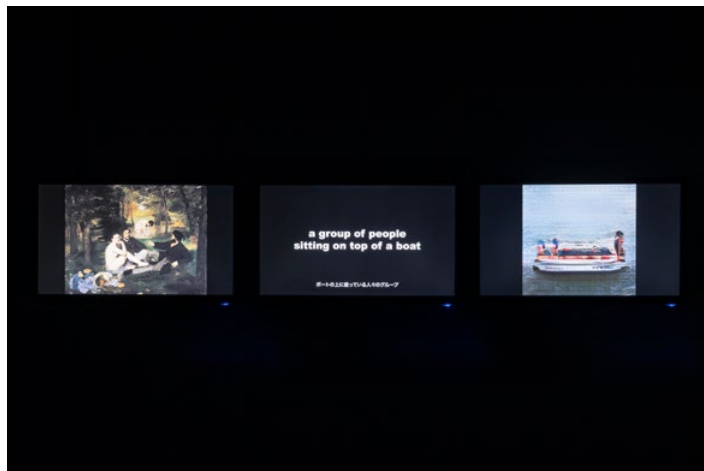 a group of people
sitting on top of a boat
ボートの上に座っている人々のグループ